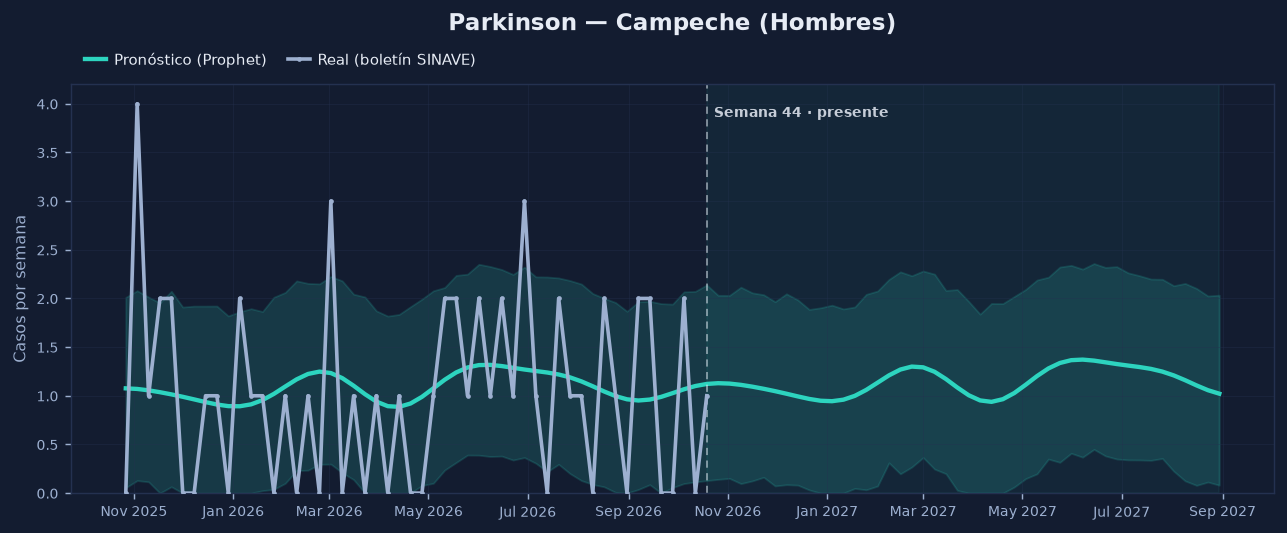 Parkinson — Campeche (Hombres)
Pronóstico (Prophet) Real (boletín SINAVE)
Semana 44 · presente
Casos por semana
4.0
3.5
3.0
2.5
2.0
1.5
1.0
0.5
0.0
Nov 2025 Jan 2026 Mar 2026 May 2026 Jul 2026 Sep 2026 Nov 2026 Jan 2027 Mar 2027 May 2027 Jul 2027 Sep 2027